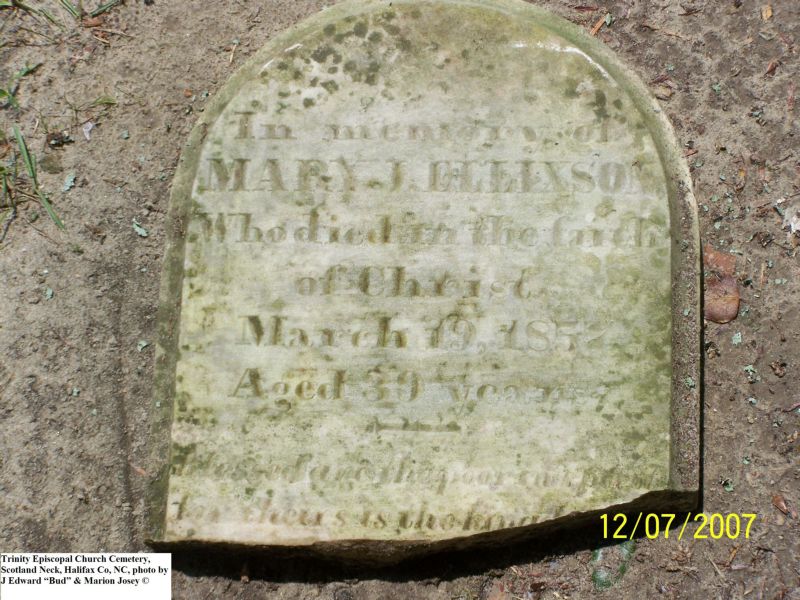 In memory of
MARY J. ELLIXSON
Who died in the faith
of Christ
March 19, 185
Aged 39 years
Blessed are the poor in spirit
for theirs is the kingdom
12/07/2007
Trinity Episcopal Church Cemetery,
Scotland Neck, Halifax Co, NC, photo by
J Edward “Bud” & Marion Josey ©